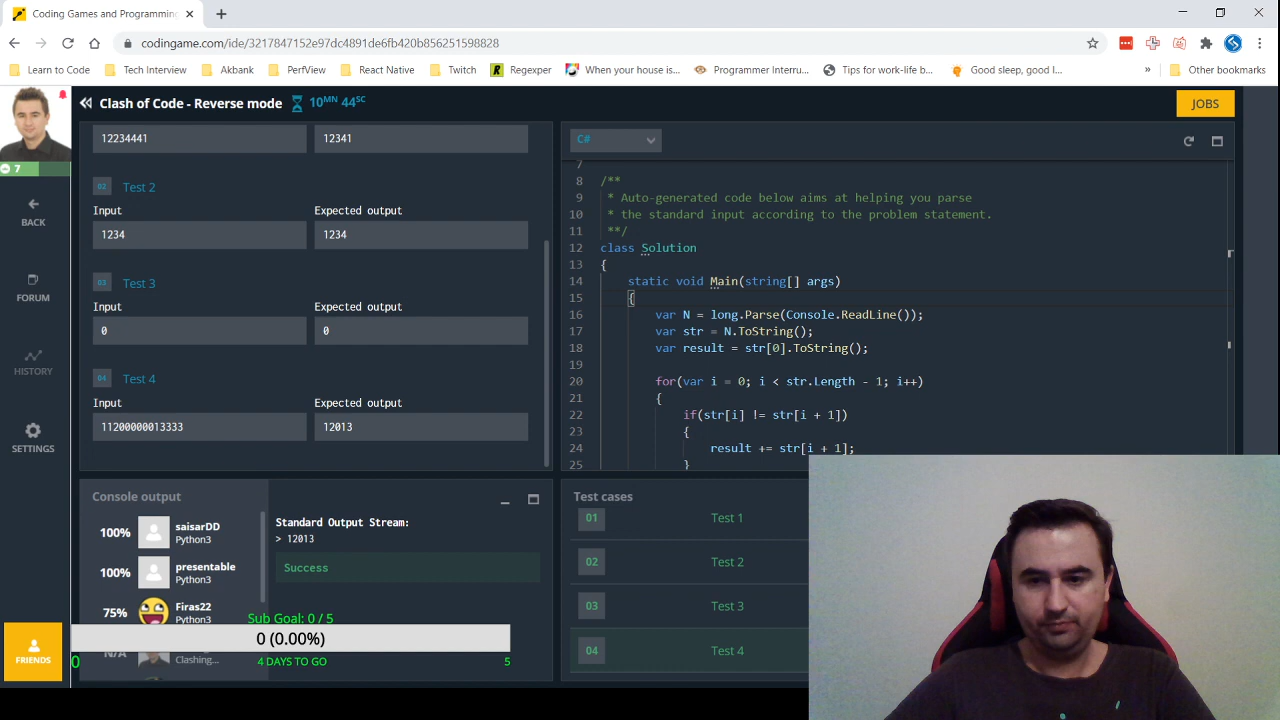 Coding Games and Programming
codingame.com/ide/3217847152e97dc4891de6fb420b9b56251598828
Learn to Code
Tech Interview
Akbank
PerfView
React Native
Twitch
Regexper
When your house is...
Programmer Interru...
Tips for work-life b...
Good sleep, good l...
»
Other bookmarks
7
BACK
FORUM
HISTORY
SETTINGS
FRIENDS
Clash of Code - Reverse mode
10MN 44SC
JOBS
12234441
12341
02 Test 2
Input Expected output
1234 1234
03 Test 3
Input Expected output
0 0
04 Test 4
Input Expected output
11200000013333 12013
C#
7
8 /**
9 * Auto-generated code below aims at helping you parse
10 * the standard input according to the problem statement.
11 **/
12 class Solution
13 {
14 static void Main(string[] args)
15 {
16 var N = long.Parse(Console.ReadLine());
17 var str = N.ToString();
18 var result = str[0].ToString();
19
20 for(var i = 0; i < str.Length - 1; i++)
21 {
22 if(str[i] != str[i + 1])
23 {
24 result += str[i + 1];
25 }
Console output
100% saisarDD
Python3
100% presentable
Python3
75% Firas22
Python3
N/A
Clashing...
Standard Output Stream:
> 12013
Success
Sub Goal: 0 / 5
0 (0.00%)
0 4 DAYS TO GO 5
Test cases
01 Test 1
02 Test 2
03 Test 3
04 Test 4